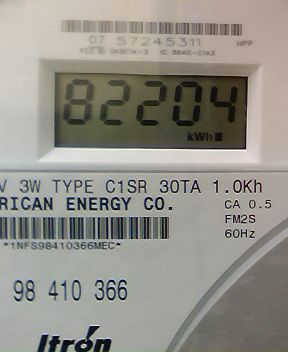 07 57245311
HPP
82204
kWh
V 3W TYPE C1SR 30TA 1.0Kh
RICAN ENERGY CO.
CA 0.5
FM2S
60Hz
*1NFS98410366MEC*
98 410 366
Itron